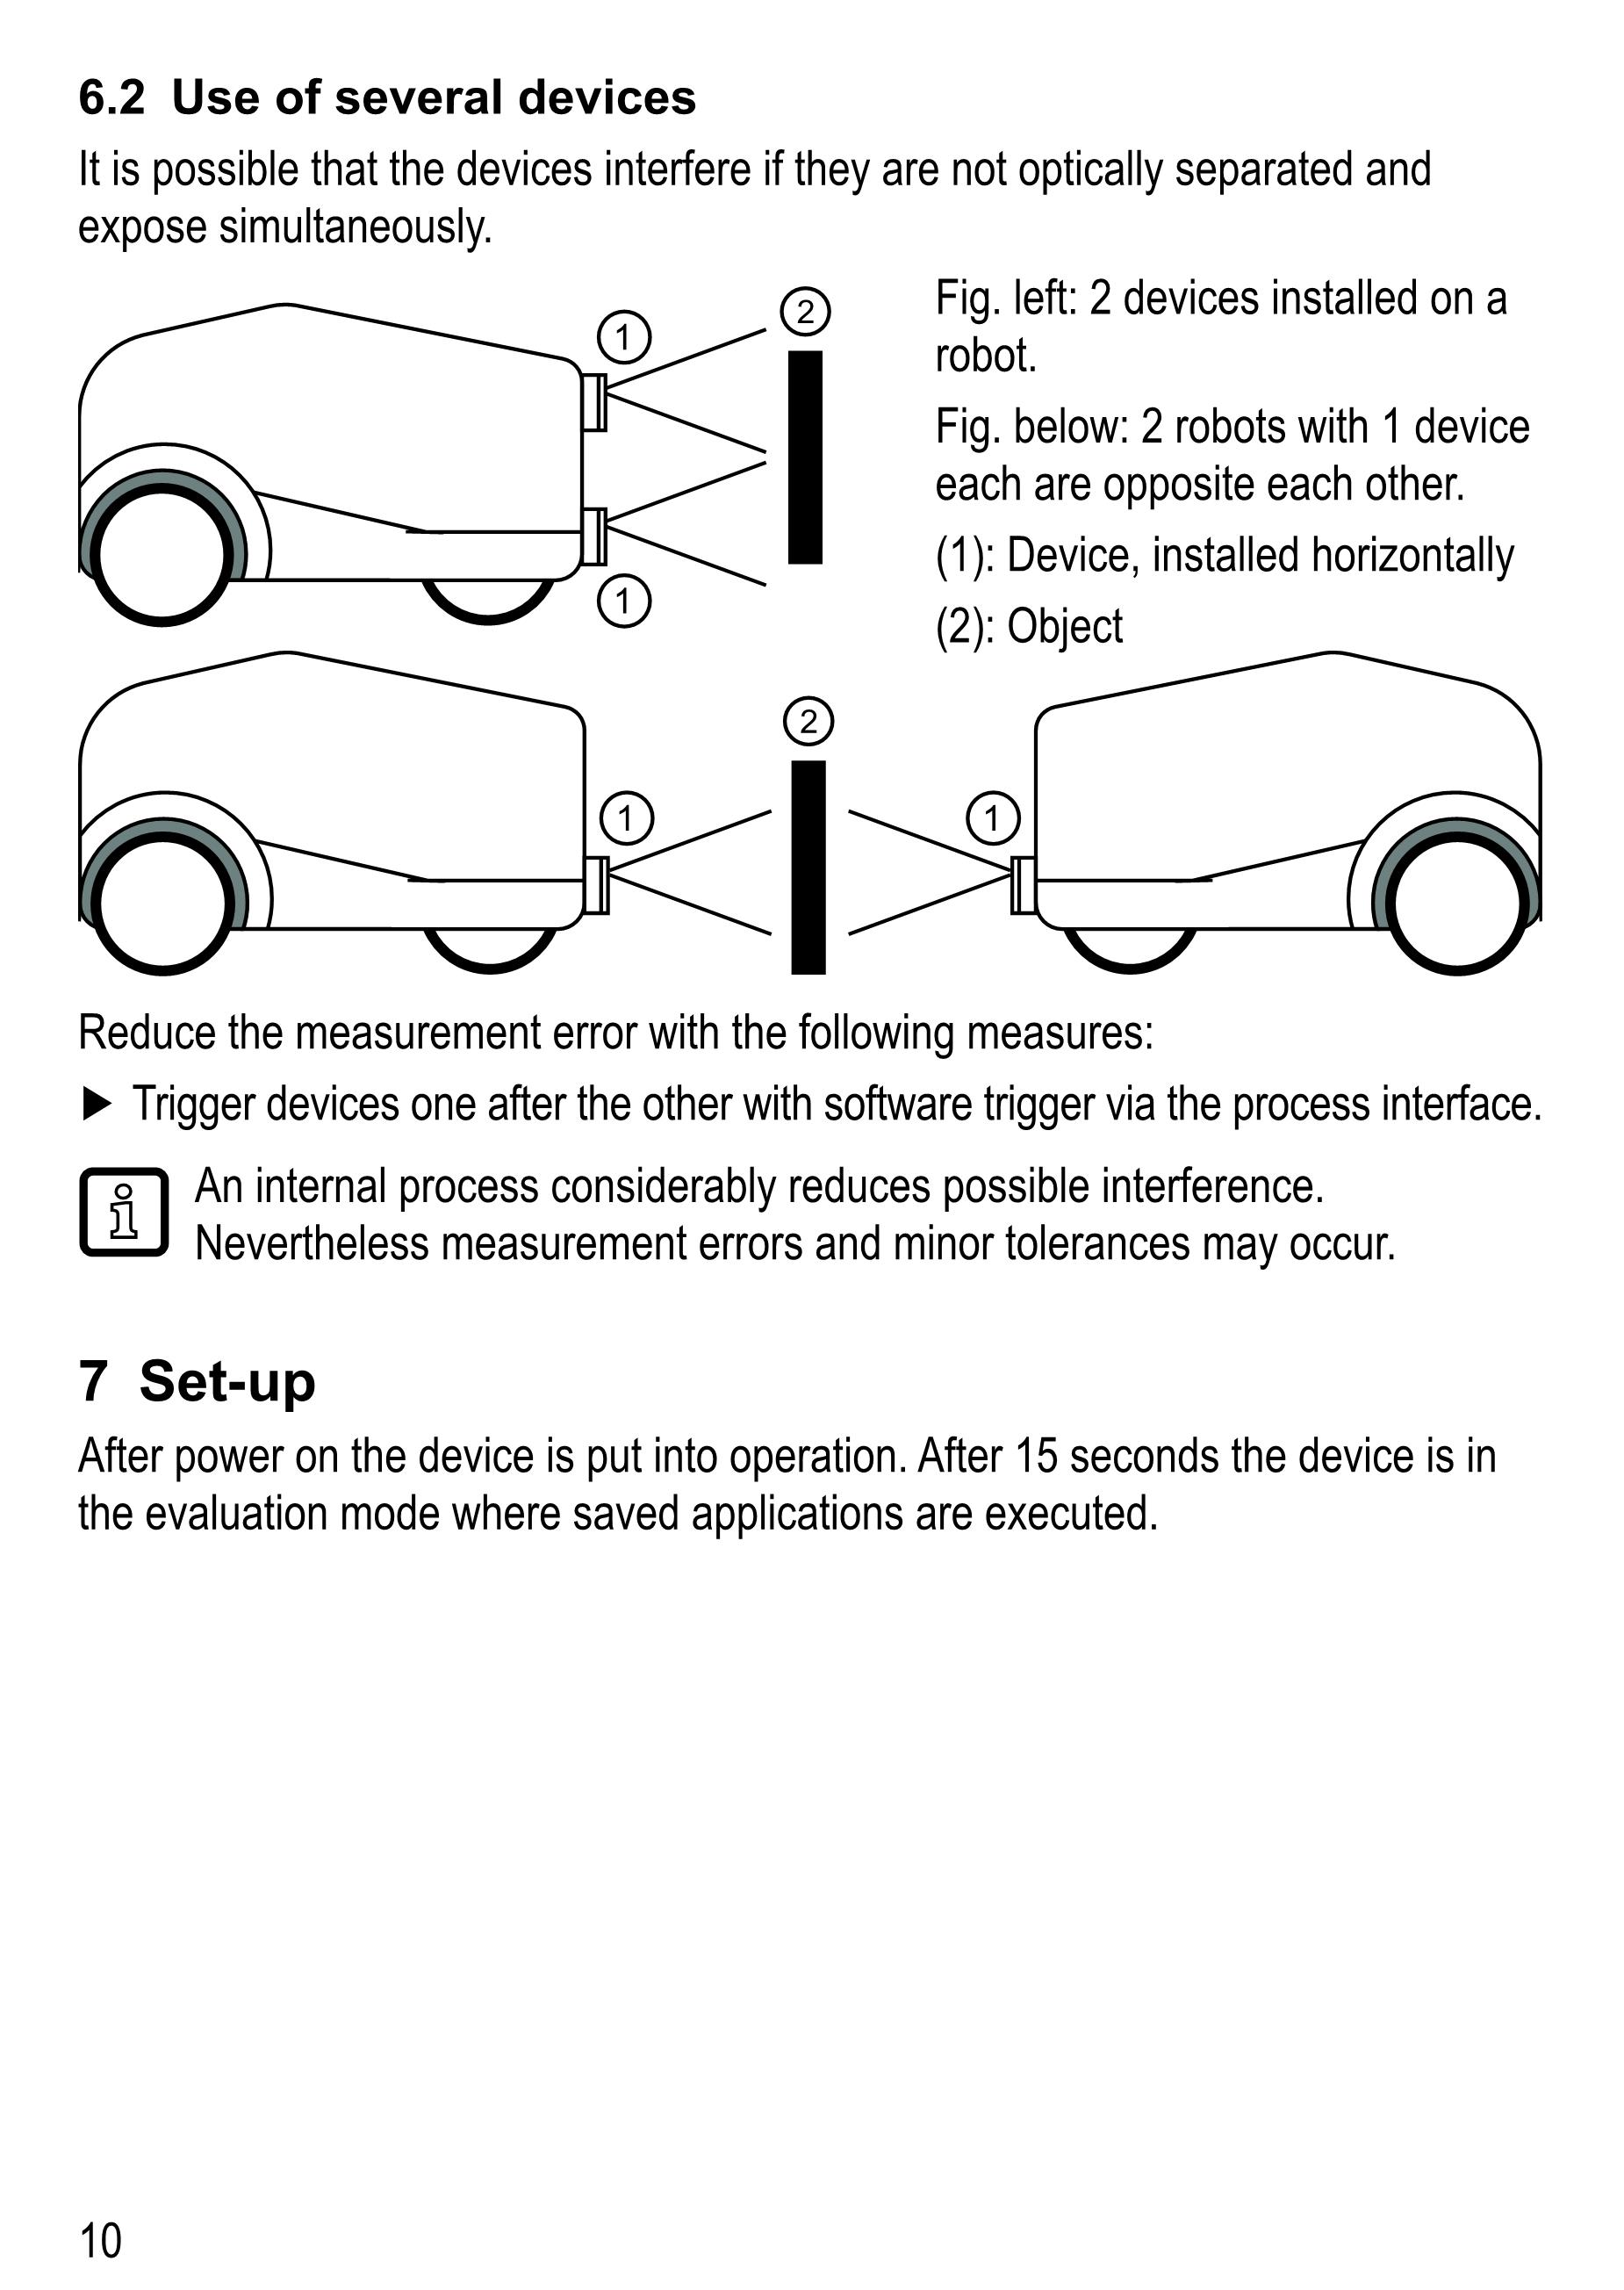 6.2 Use of several devices
It is possible that the devices interfere if they are not optically separated and
expose simultaneously.
1
2
1
Fig. left: 2 devices installed on a
robot.
Fig. below: 2 robots with 1 device
each are opposite each other.
(1): Device, installed horizontally
(2): Object
1
2
1
Reduce the measurement error with the following measures:
► Trigger devices one after the other with software trigger via the process interface.
i
An internal process considerably reduces possible interference.
Nevertheless measurement errors and minor tolerances may occur.
7 Set-up
After power on the device is put into operation. After 15 seconds the device is in
the evaluation mode where saved applications are executed.
10